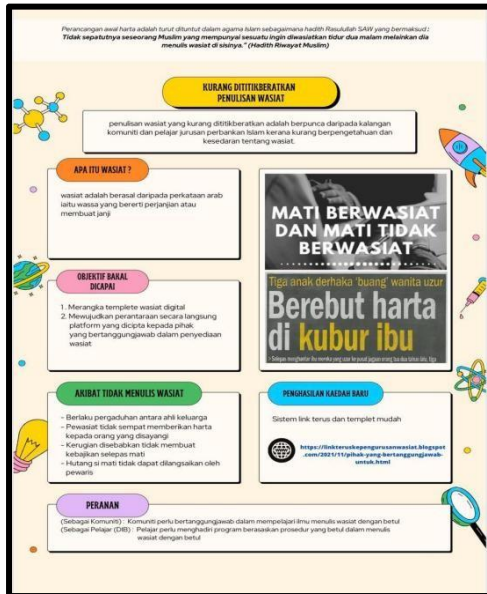 Perancangan awal harta adalah turut dituntut dalam agama Islam sebagaimana hadith Rasulullah SAW yang bermaksud :
Tidak sepatutnya seseorang Muslim yang mempunyai sesuatu ingin diwasiatkan tidur dua malam melainkan dia
menulis wasiat di sisinya." (Hadith Riwayat Muslim)
KURANG DITITIKBERATKAN
PENULISAN WASIAT
penulisan wasiat yang kurang dititikberatkan adalah berpunca daripada kalangan
komuniti dan pelajar jurusan perbankan Islam kerana kurang berpengetahuan dan
kesedaran tentang wasiat.
APA ITU WASIAT ?
wasiat adalah berasal daripada perkataan arab
iaitu wassa yang bererti perjanjian atau
membuat janji
OBJEKTIF BAKAL
DICAPAI
1. Merangka templete wasiat digital
2. Mewujudkan perantaraan secara langsung
platform yang dicipta kepada pihak
yang bertanggungjawab dalam penyediaan
wasiat
MATI BERWASIAT
DAN MATI TIDAK
BERWASIAT
Tiga anak derhaka 'buang' wanita uzur
Berebut harta
di kubur ibu
AKIBAT TIDAK MENULIS WASIAT
- Berlaku pergaduhan antara ahli keluarga
- Pewasiat tidak sempat memberikan harta
kepada orang yang disayangi
- Kerugian disebabkan tidak membuat
kebajikan selepas mati
- Hutang si mati tidak dapat dilangsaikan oleh
pewaris
PENGHASILAN KAEDAH BARU
Sistem link terus dan templet mudah
https://linkteruskepengurusanwasiat.blogspot
.com/2021/11/pihak-yang-bertanggungjawab-
untuk.html
PERANAN
(Sebagai Komuniti) : Komuniti perlu bertanggungjawab dalam mempelajari ilmu menulis wasiat dengan betul
(Sebagai Pelajar (DIB) : Pelajar perlu menghadiri program berasaskan prosedur yang betul dalam menulis
wasiat dengan betul